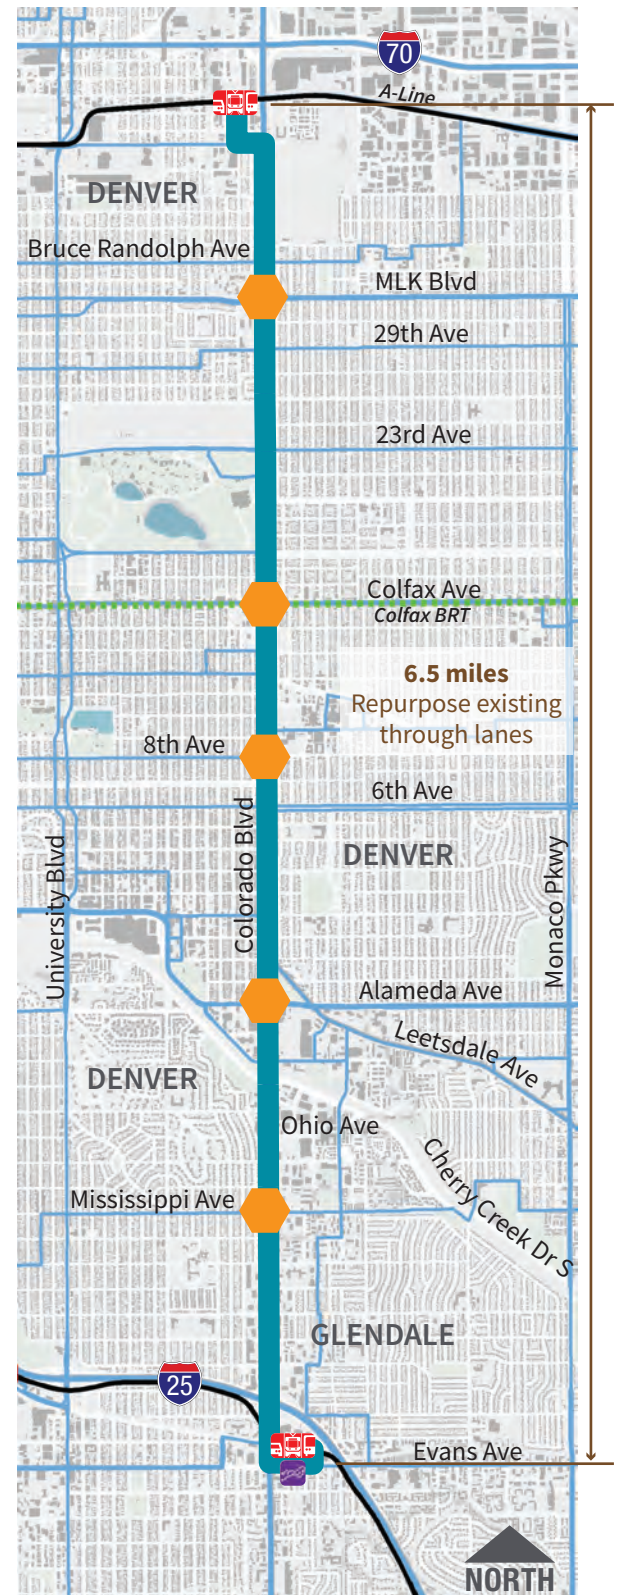 70
A-Line
DENVER
Bruce Randolph Ave
MLK Blvd
29th Ave
23rd Ave
Colfax Ave
Colfax BRT
6.5 miles
Repurpose existing
through lanes
8th Ave
6th Ave
Colorado Blvd
University Blvd
Monaco Pkwy
DENVER
Alameda Ave
Leetsdale Ave
DENVER
Ohio Ave
Cherry Creek Dr S
Mississippi Ave
GLENDALE
25
Evans Ave
NORTH